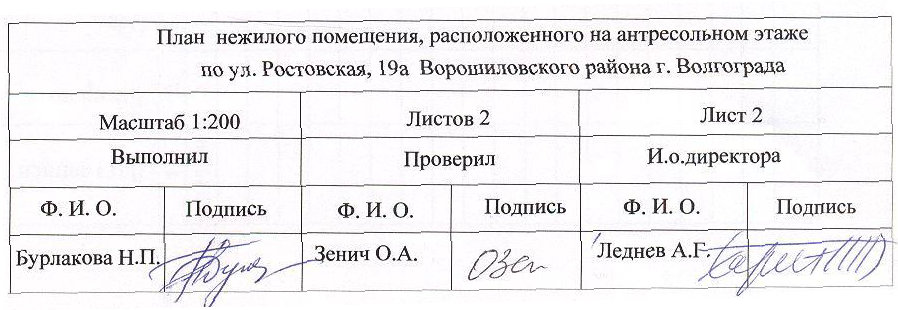 План нежилого помещения, расположенного на антресольном этаже
по ул. Ростовская, 19а Ворошиловского района г. Волгограда
Масштаб 1:200 Листов 2 Лист 2
Выполнил Проверил И.о.директора
Ф. И. О. Подпись Ф. И. О. Подпись Ф. И. О. Подпись
Бурлакова Н.П. Зенич О.А. Леднев А.Г.